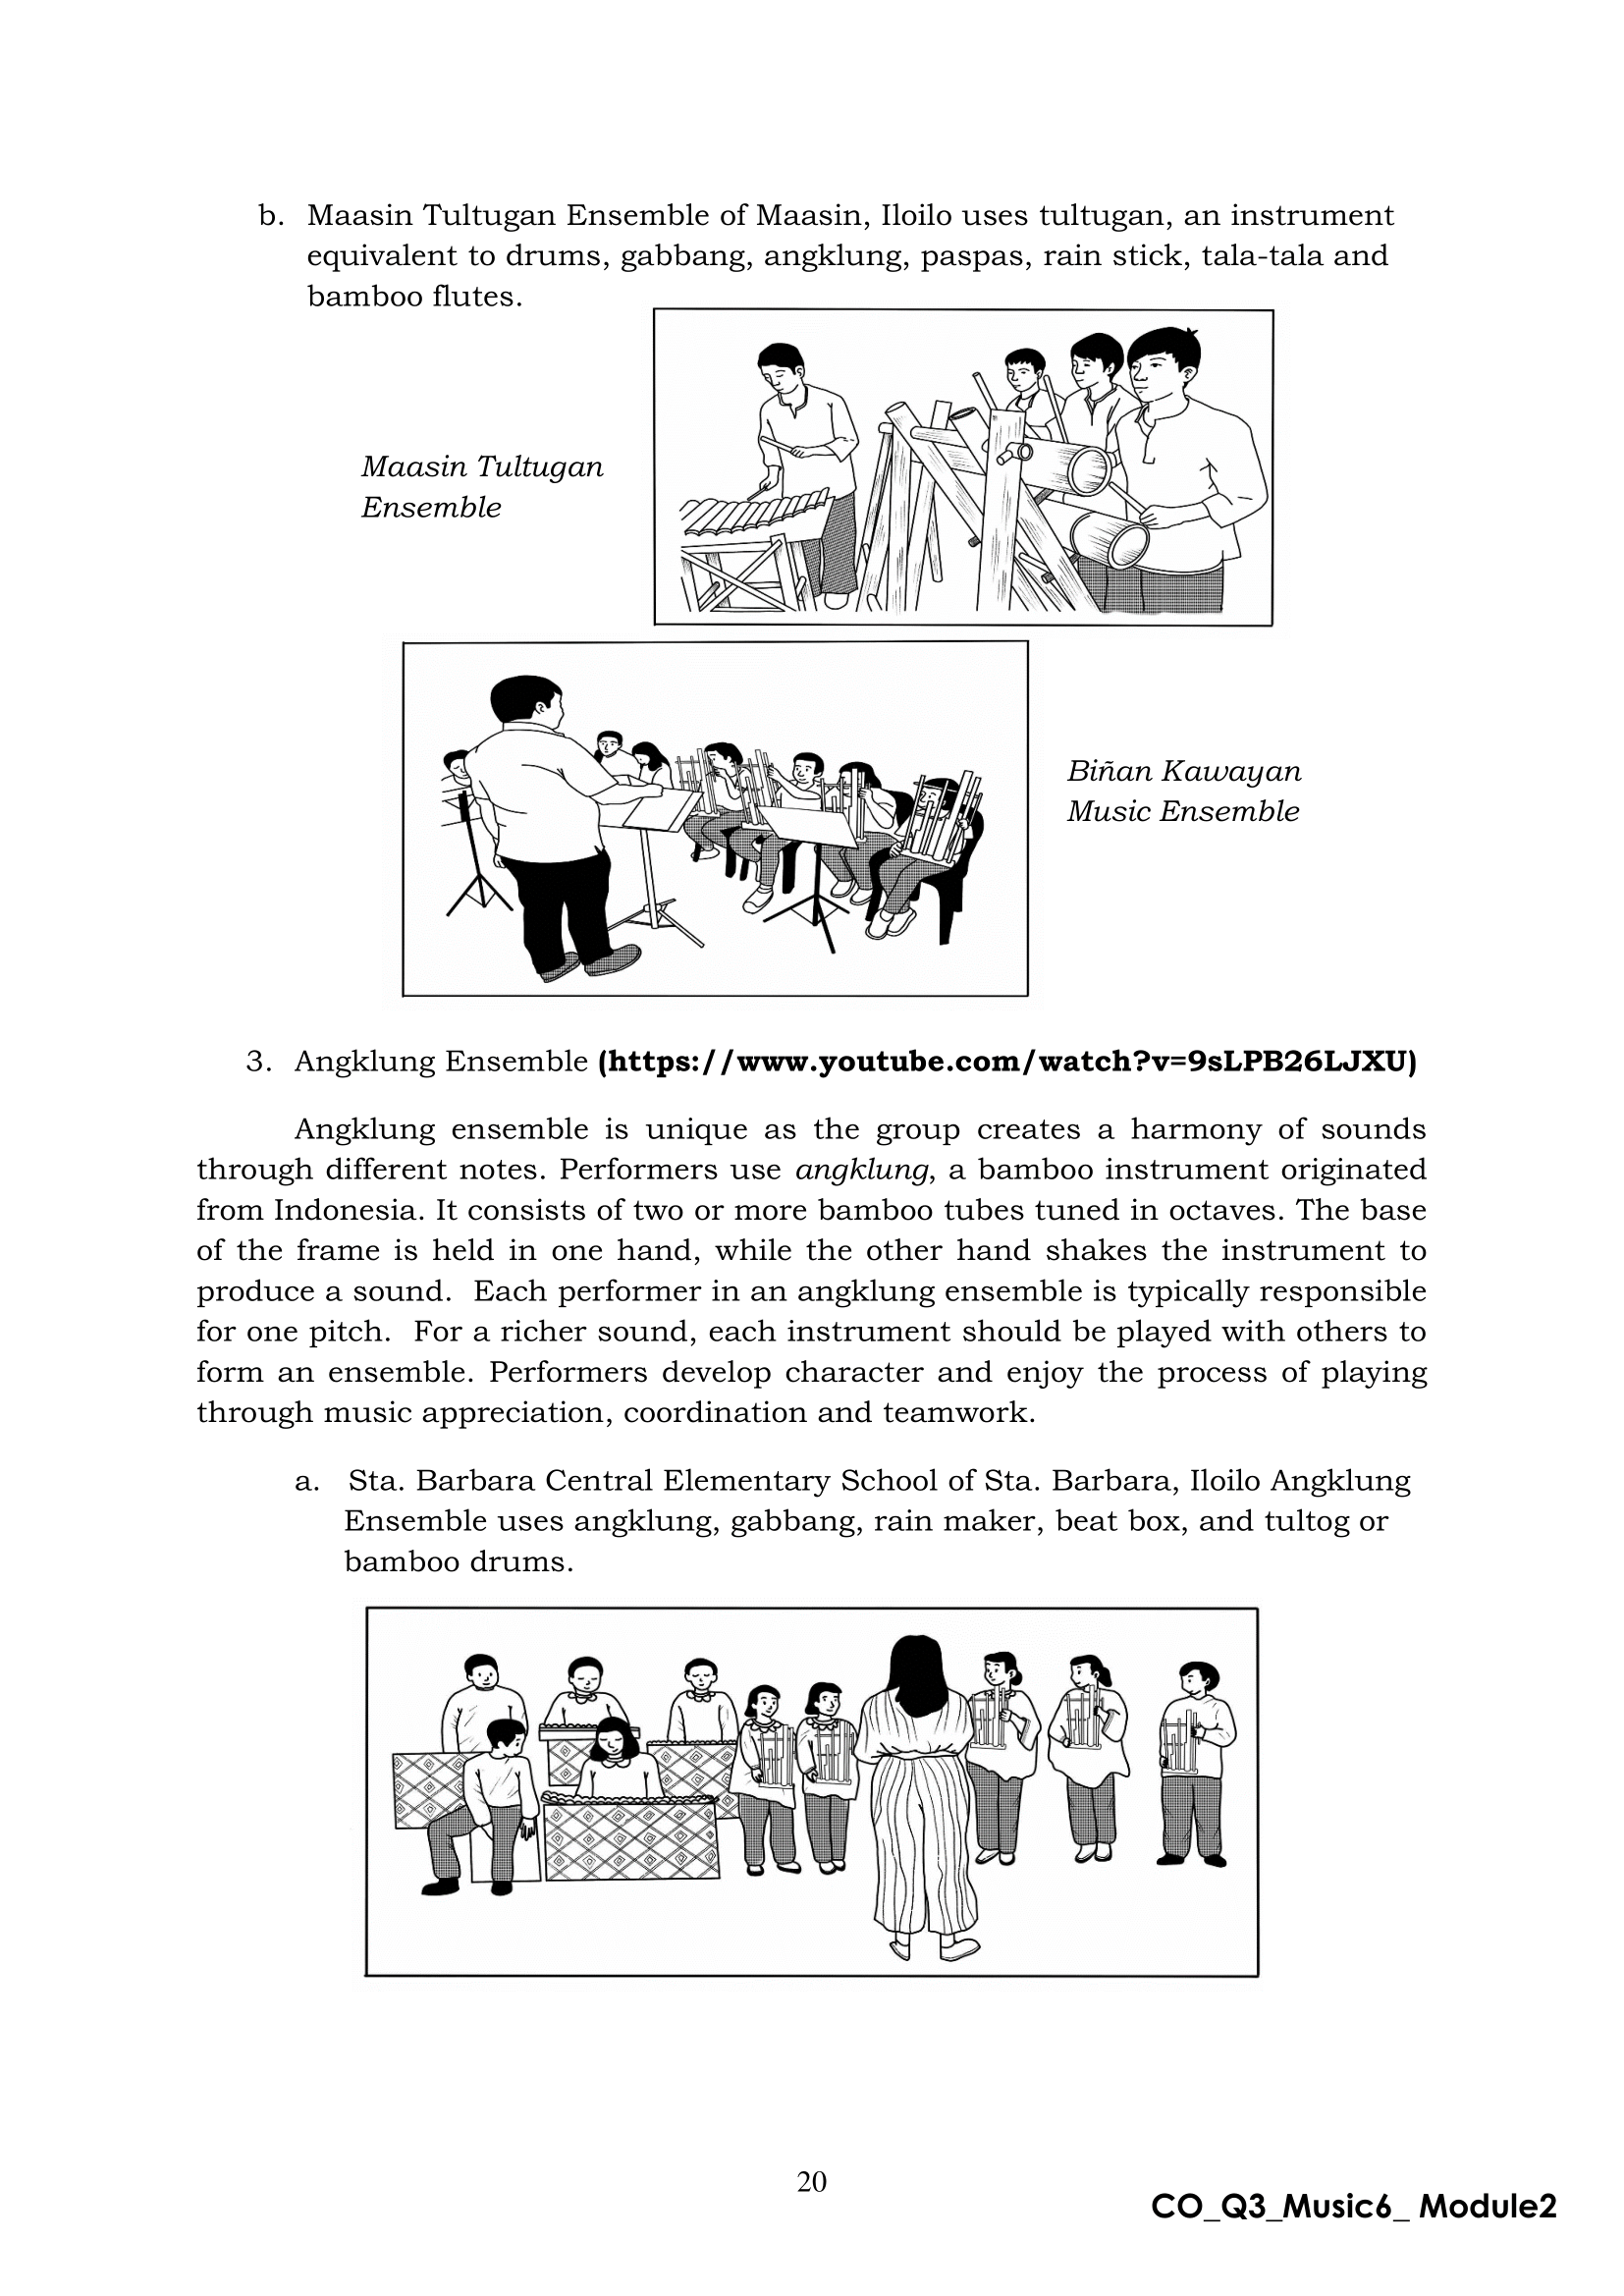 b. Maasin Tultugan Ensemble of Maasin, Iloilo uses tultugan, an instrument
equivalent to drums, gabbang, angklung, paspas, rain stick, tala-tala and
bamboo flutes.
Maasin Tultugan
Ensemble
Biñan Kawayan
Music Ensemble
3. Angklung Ensemble (https://www.youtube.com/watch?v=9sLPB26LJXU)
Angklung ensemble is unique as the group creates a harmony of sounds
through different notes. Performers use angklung, a bamboo instrument originated
from Indonesia. It consists of two or more bamboo tubes tuned in octaves. The base
of the frame is held in one hand, while the other hand shakes the instrument to
produce a sound. Each performer in an angklung ensemble is typically responsible
for one pitch. For a richer sound, each instrument should be played with others to
form an ensemble. Performers develop character and enjoy the process of playing
through music appreciation, coordination and teamwork.
a. Sta. Barbara Central Elementary School of Sta. Barbara, Iloilo Angklung
Ensemble uses angklung, gabbang, rain maker, beat box, and tultog or
bamboo drums.
20
CO_Q3_Music6_ Module2